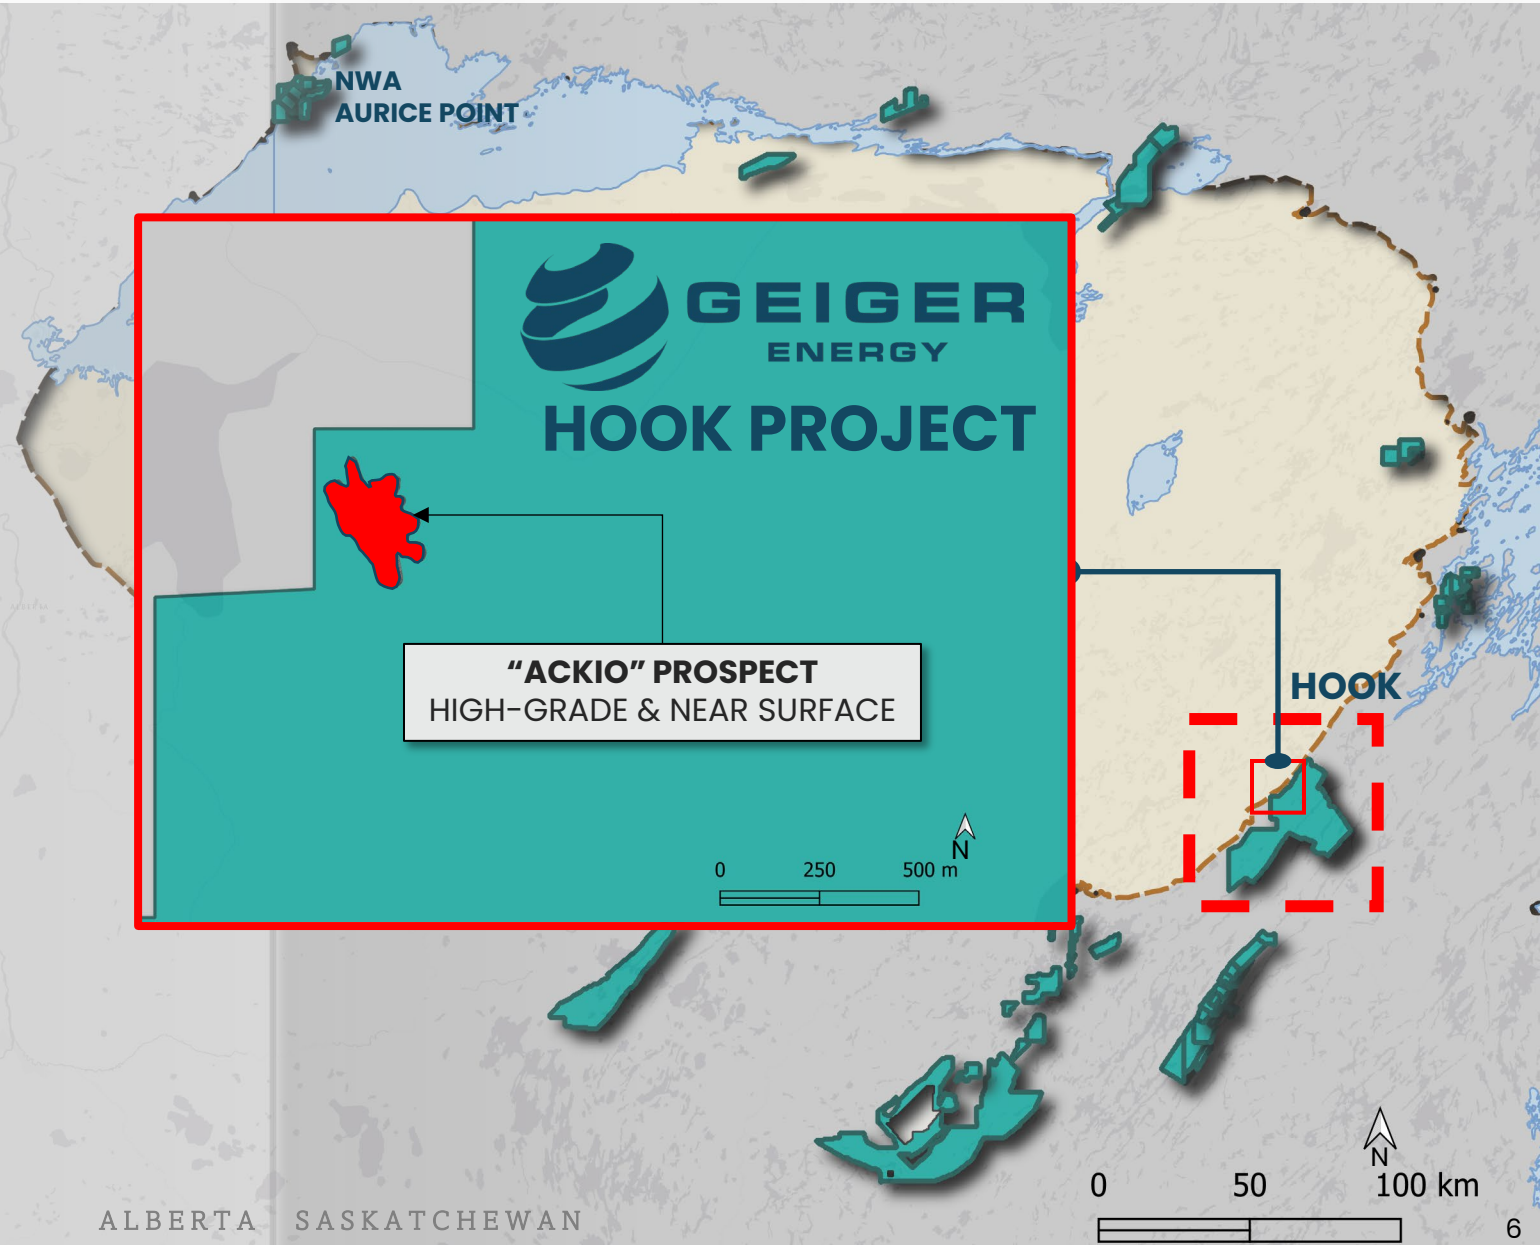 NWA
AURICE POINT
GEIGER
ENERGY
HOOK PROJECT
“ACKIO” PROSPECT
HIGH-GRADE & NEAR SURFACE
N
0 250 500 m
HOOK
N
0 50 100 km
ALBERTA SASKATCHEWAN
6